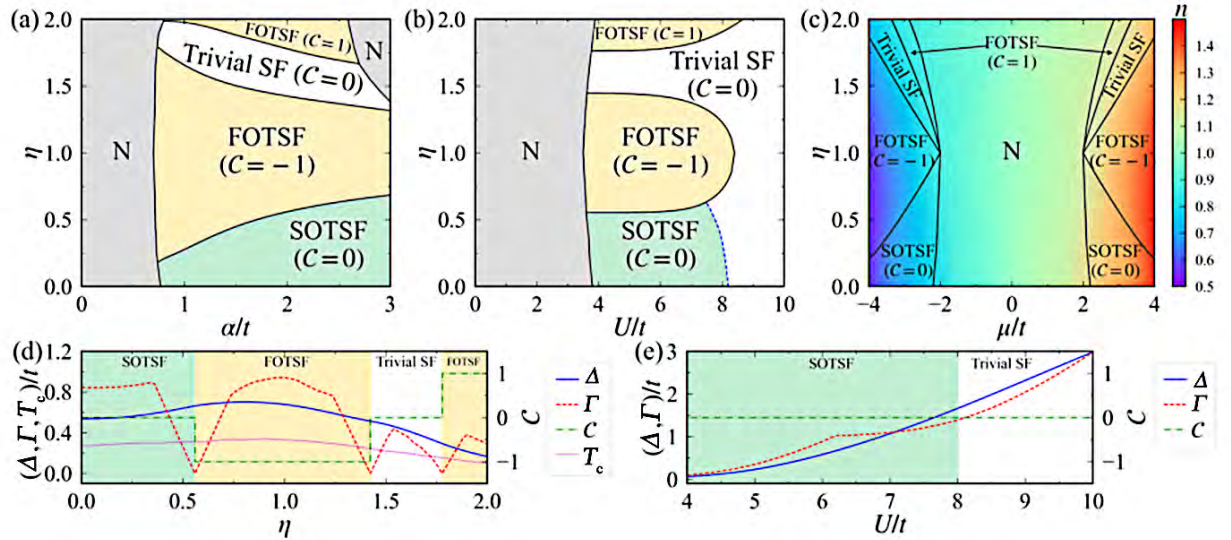 (a)
2.0
1.5
1.0
0.5
0.0
η
FOTSF (C=1)
N
Trivial SF (C=0)
N
FOTSF
(C=−1)
SOTSF
(C=0)
0
1
2
3
α/t
(b)
2.0
1.5
1.0
0.5
0.0
η
FOTSF (C=1)
Trivial SF
(C=0)
N
FOTSF
(C=−1)
SOTSF
(C=0)
0
2
4
6
8
10
U/t
(c)
2.0
1.5
1.0
0.5
0.0
η
Trivial SF
FOTSF
(C=1)
Trivial SF
FOTSF
(C=−1)
N
FOTSF
(C=−1)
SOTSF
(C=0)
SOTSF
(C=0)
−4
−2
0
2
4
μ/t
n
1.4
1.3
1.2
1.1
1.0
0.9
0.8
0.7
0.6
0.5
(d)
1.2
0.8
0.4
0.0
(Δ, Γ, Tc)/t
SOTSF
FOTSF
Trivial SF
FOTSF
1
0
−1
C
Δ
Γ
C
Tc
0.0
0.5
1.0
1.5
2.0
η
(e)
3
2
1
0
(Δ, Γ)/t
SOTSF
Trivial SF
1
0
−1
C
Δ
Γ
C
4
5
6
7
8
9
10
U/t